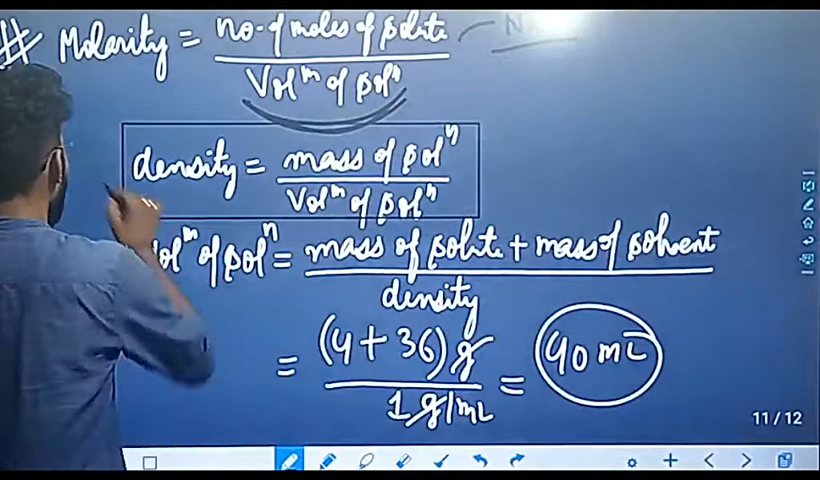 # Molarity = no. of moles of solute
Vol^m of sol^n
density = mass of sol^n
Vol^m of sol^n
Vol^m of sol^n = mass of solute + mass of solvent
density
= (4 + 36) g
1 g/mL
= 40 mL
11 / 12